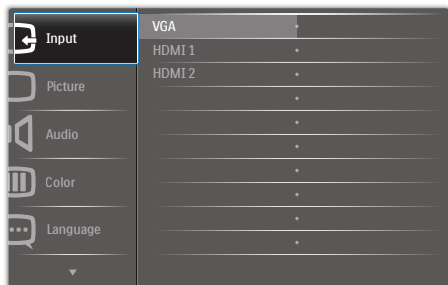 Input
Picture
Audio
Color
Language
VGA
HDMI 1
HDMI 2